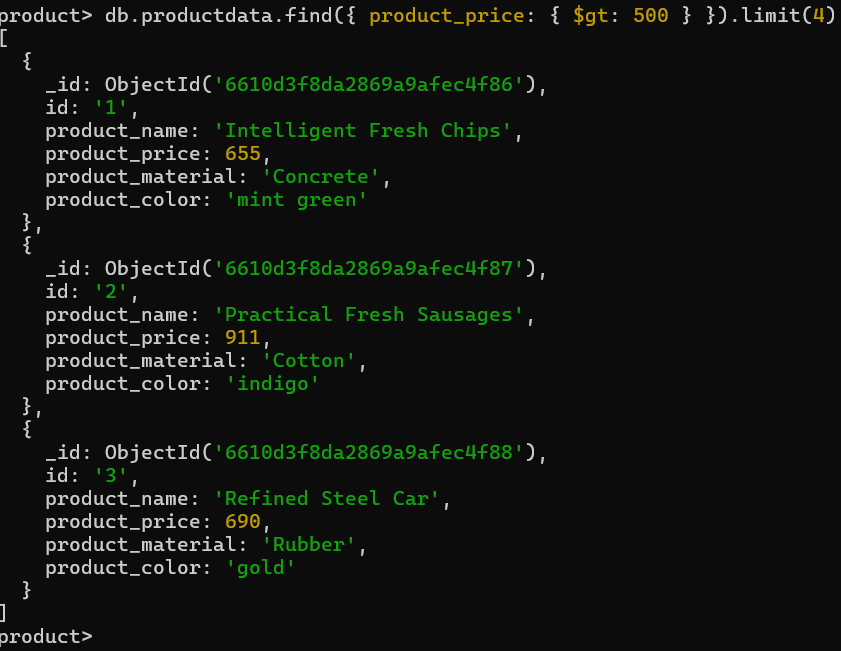 product> db.productdata.find({ product_price: { $gt: 500 } }).limit(4)
[
  {
    _id: ObjectId('6610d3f8da2869a9afec4f86'),
    id: '1',
    product_name: 'Intelligent Fresh Chips',
    product_price: 655,
    product_material: 'Concrete',
    product_color: 'mint green'
  },
  {
    _id: ObjectId('6610d3f8da2869a9afec4f87'),
    id: '2',
    product_name: 'Practical Fresh Sausages',
    product_price: 911,
    product_material: 'Cotton',
    product_color: 'indigo'
  },
  {
    _id: ObjectId('6610d3f8da2869a9afec4f88'),
    id: '3',
    product_name: 'Refined Steel Car',
    product_price: 690,
    product_material: 'Rubber',
    product_color: 'gold'
  }
]
product>